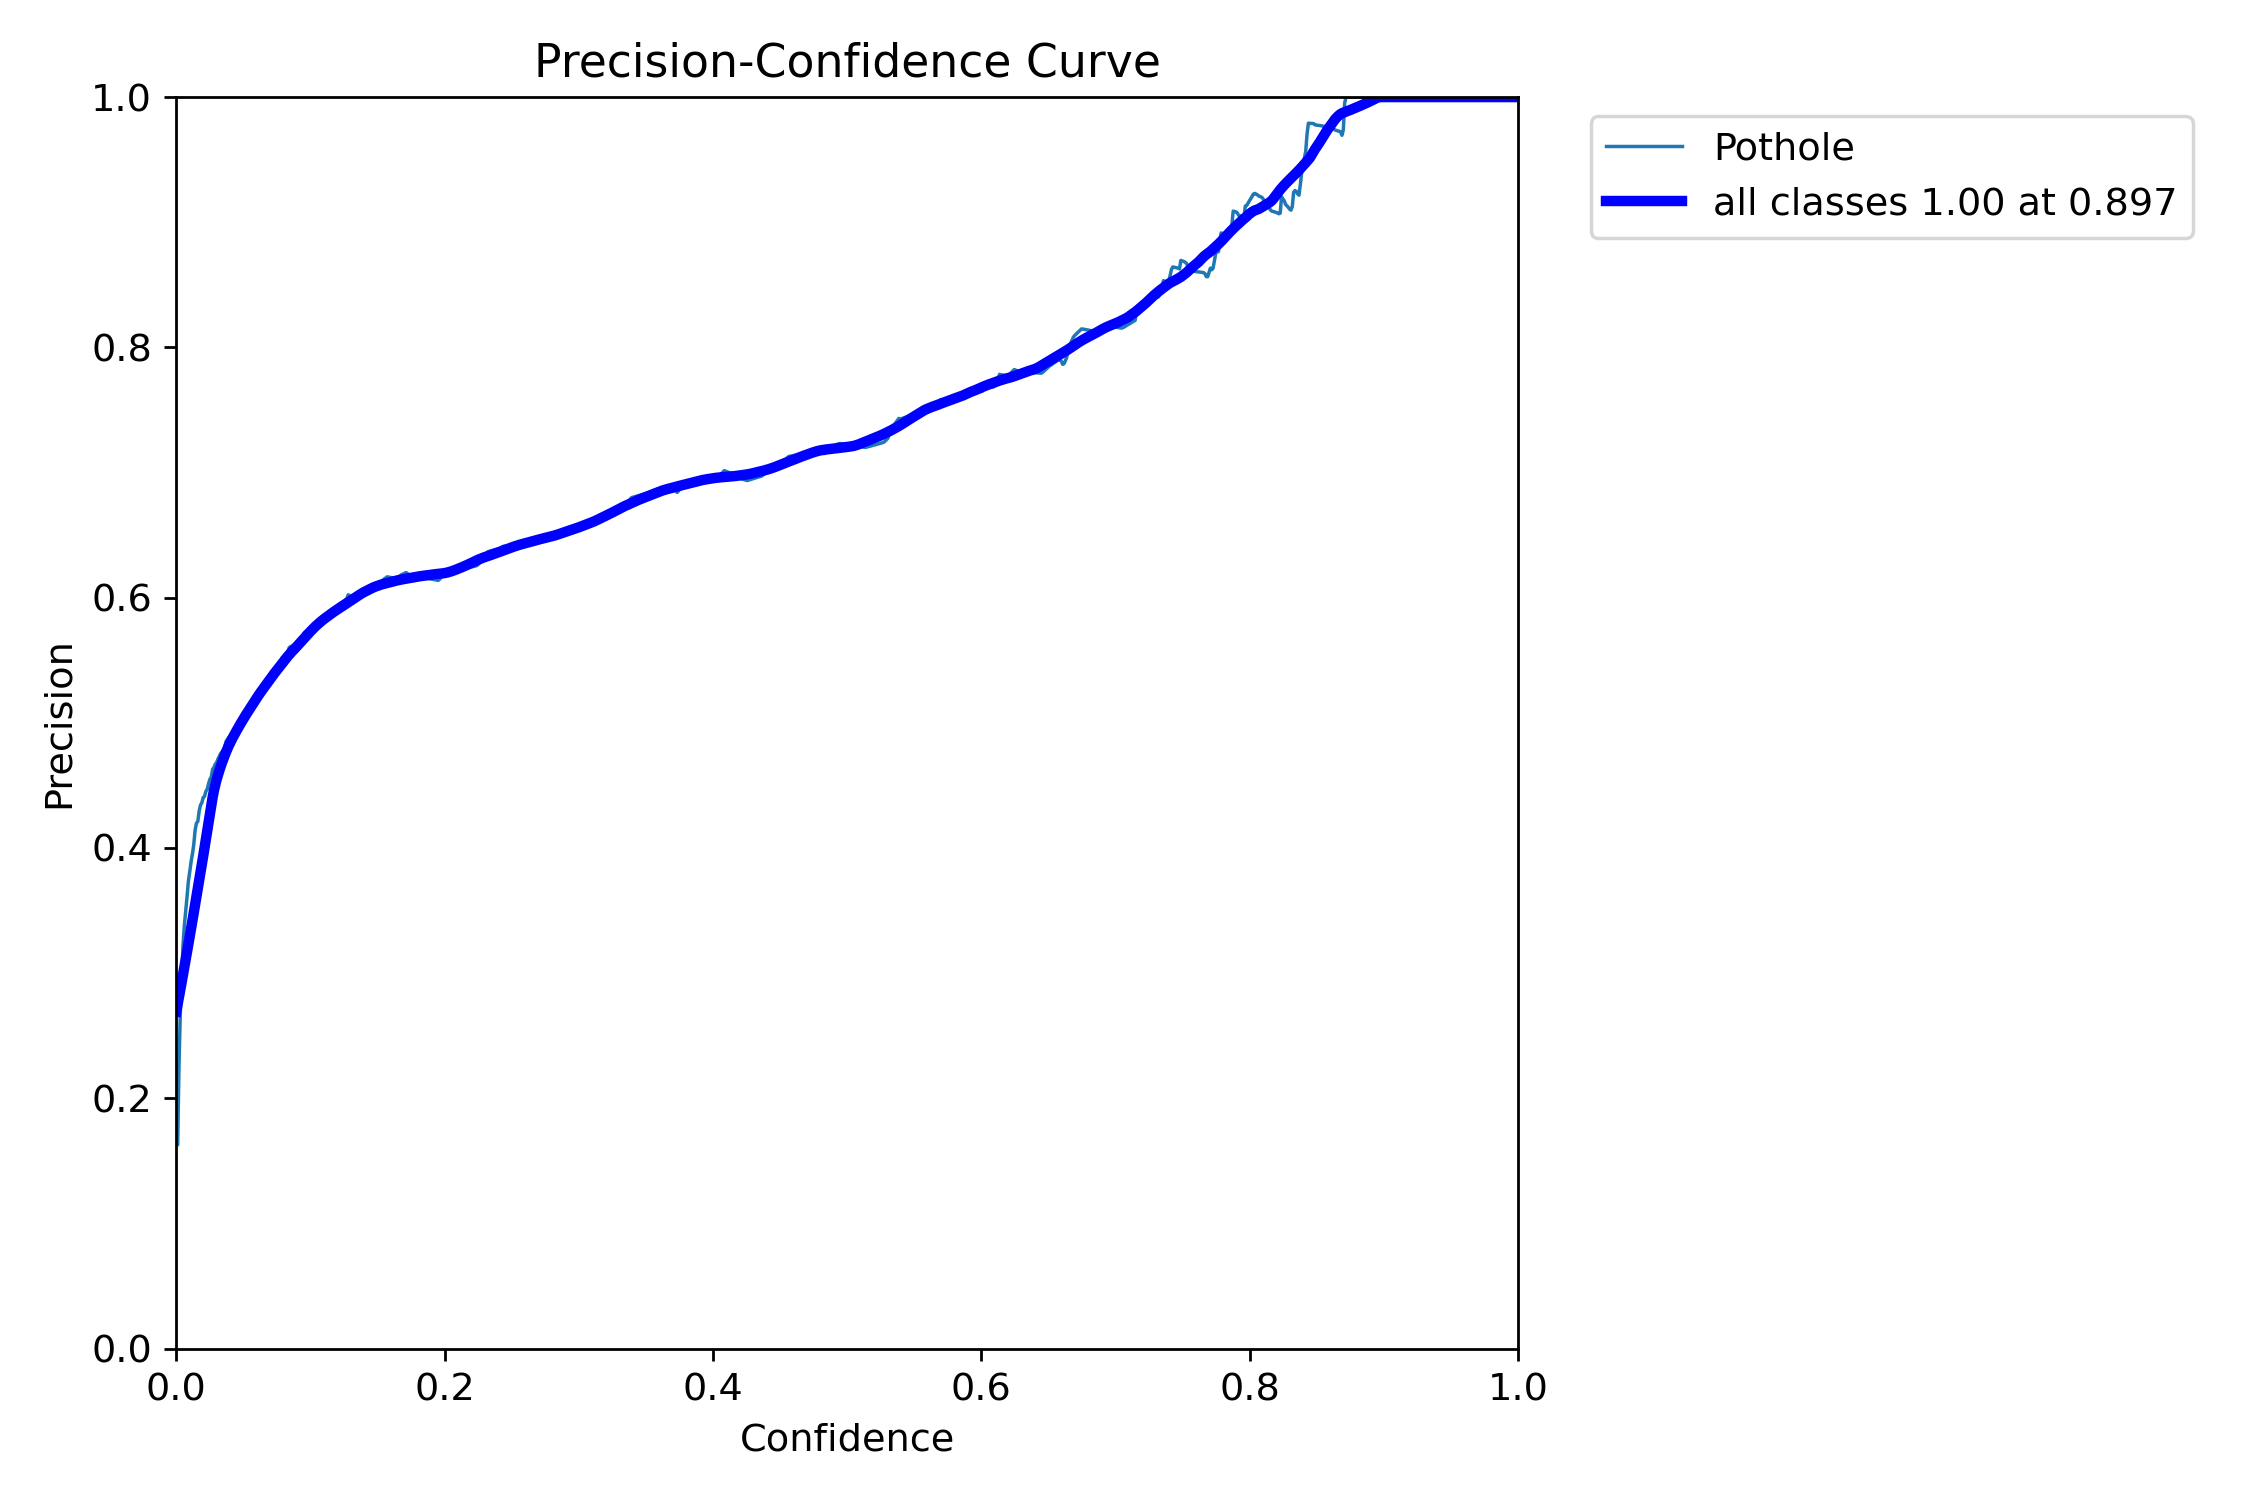 Precision-Confidence Curve
1.0
0.8
0.6
0.4
0.2
0.0
Precision
0.0 0.2 0.4 0.6 0.8 1.0
Confidence
Pothole
all classes 1.00 at 0.897